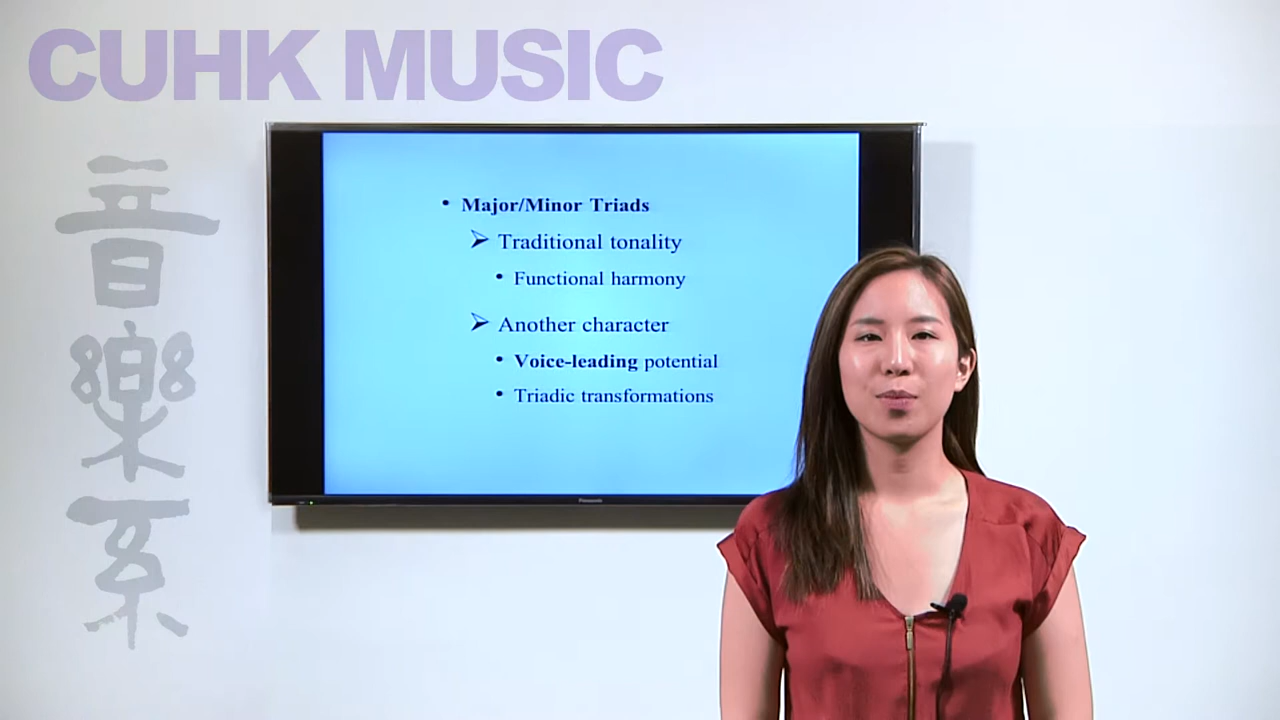 CUHK MUSIC
音樂系
• Major/Minor Triads
➢ Traditional tonality
• Functional harmony
➢ Another character
• Voice-leading potential
• Triadic transformations
Panasonic